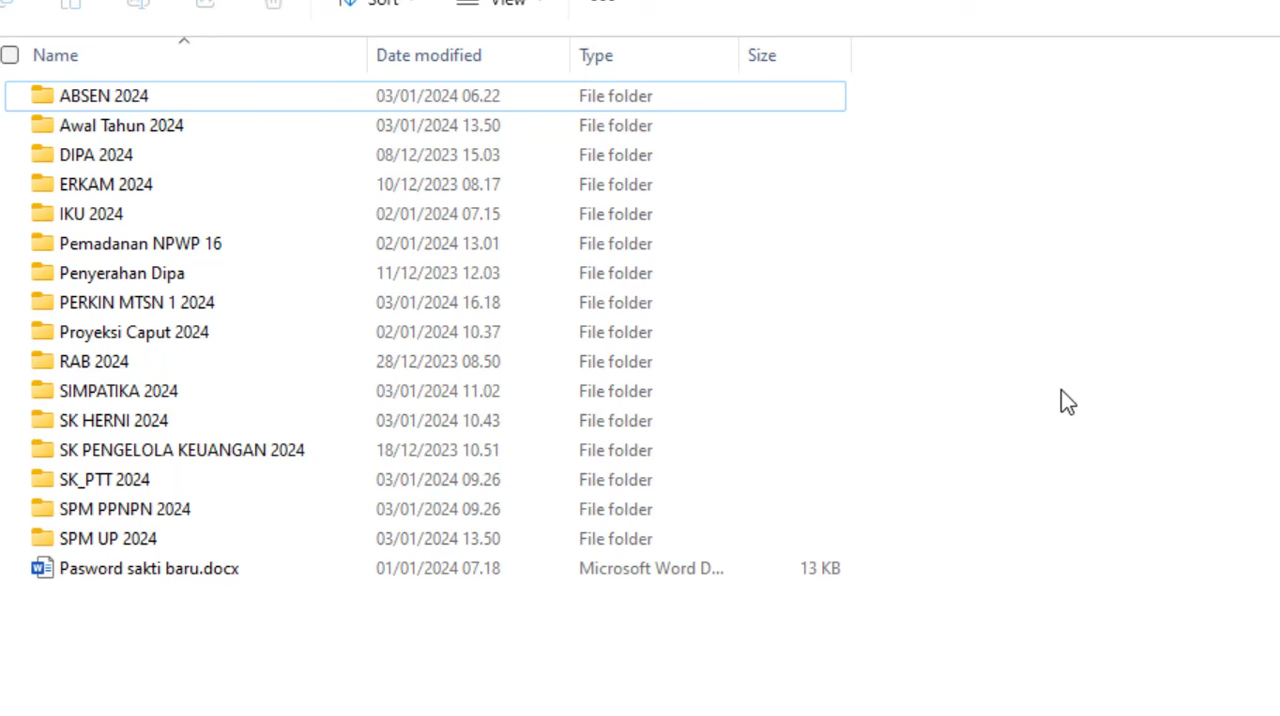 Sort View
Name Date modified Type Size
ABSEN 2024 03/01/2024 06.22 File folder
Awal Tahun 2024 03/01/2024 13.50 File folder
DIPA 2024 08/12/2023 15.03 File folder
ERKAM 2024 10/12/2023 08.17 File folder
IKU 2024 02/01/2024 07.15 File folder
Pemadanan NPWP 16 02/01/2024 13.01 File folder
Penyerahan Dipa 11/12/2023 12.03 File folder
PERKIN MTSN 1 2024 03/01/2024 16.18 File folder
Proyeksi Caput 2024 02/01/2024 10.37 File folder
RAB 2024 28/12/2023 08.50 File folder
SIMPATIKA 2024 03/01/2024 11.02 File folder
SK HERNI 2024 03/01/2024 10.43 File folder
SK PENGELOLA KEUANGAN 2024 18/12/2023 10.51 File folder
SK_PTT 2024 03/01/2024 09.26 File folder
SPM PPNPN 2024 03/01/2024 09.26 File folder
SPM UP 2024 03/01/2024 13.50 File folder
Pasword sakti baru.docx 01/01/2024 07.18 Microsoft Word D... 13 KB